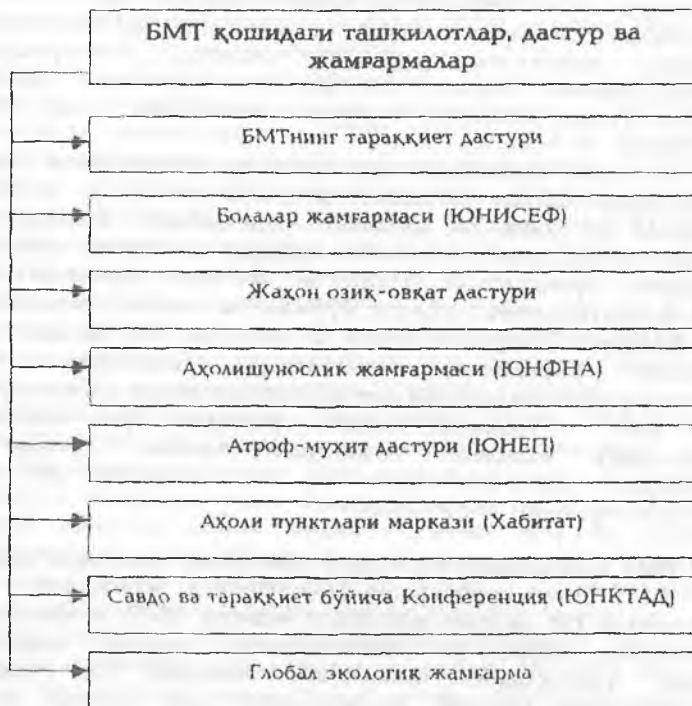 БМТ қошидаги ташкилотлар, дастур ва
жамғармалар
БМТнинг тараққиет дастури
Болалар жамғармаси (ЮНИСЕФ)
Жаҳон озиқ-овқат дастури
Аҳолишунослик жамғармаси (ЮНФНА)
Атроф-муҳит дастури (ЮНЕП)
Аҳоли пунктлари маркази (Хабитат)
Савдо ва тараққиет бўйича Конференция (ЮНКТАД)
Глобал экологик жамғарма